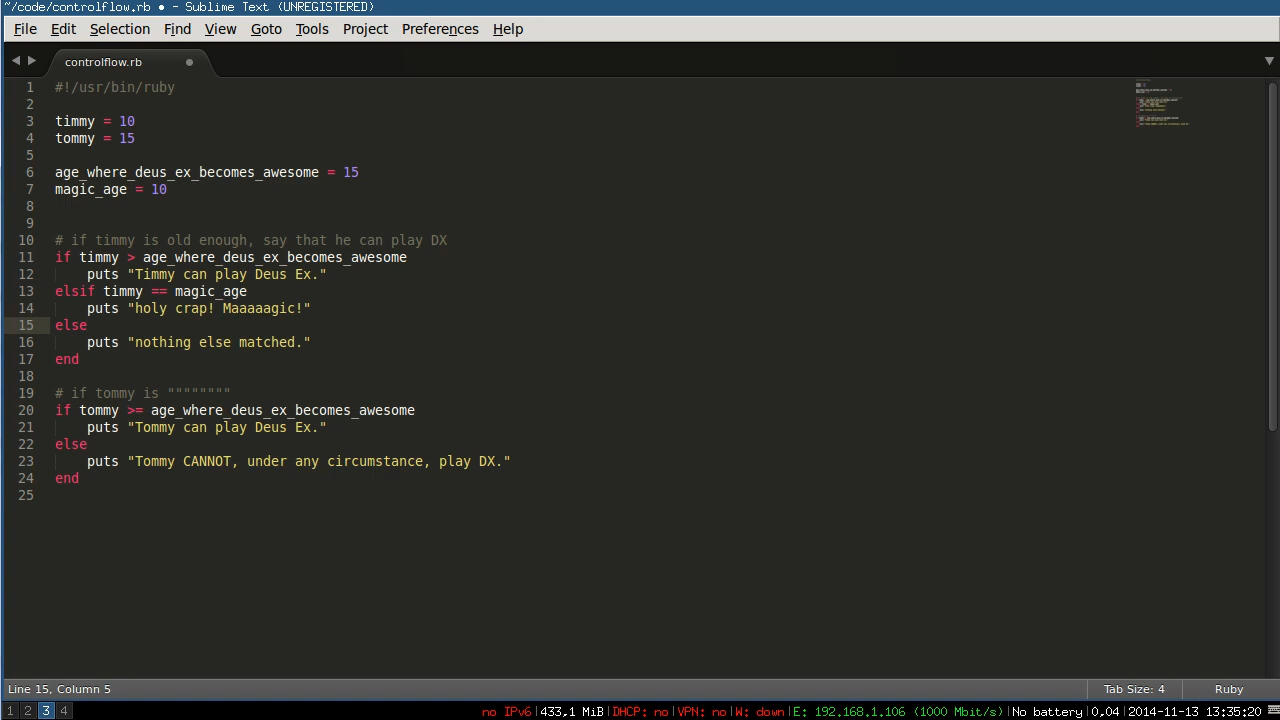 ~/code/controlflow.rb • - Sublime Text (UNREGISTERED)
File Edit Selection Find View Goto Tools Project Preferences Help
controlflow.rb
1 #!/usr/bin/ruby
2
3 timmy = 10
4 tommy = 15
5
6 age_where_deus_ex_becomes_awesome = 15
7 magic_age = 10
8
9
10 # if timmy is old enough, say that he can play DX
11 if timmy > age_where_deus_ex_becomes_awesome
12     puts "Timmy can play Deus Ex."
13 elsif timmy == magic_age
14     puts "holy crap! Maaaaagic!"
15 else
16     puts "nothing else matched."
17 end
18
19 # if tommy is """"""""
20 if tommy >= age_where_deus_ex_becomes_awesome
21     puts "Tommy can play Deus Ex."
22 else
23     puts "Tommy CANNOT, under any circumstance, play DX."
24 end
25
Line 15, Column 5 Tab Size: 4 Ruby
1 2 3 4 no IPv6|433,1 MiB|DHCP: no|VPN: no|W: down|E: 192.168.1.106 (1000 Mbit/s)|No battery|0,04|2014-11-13 13:35:20